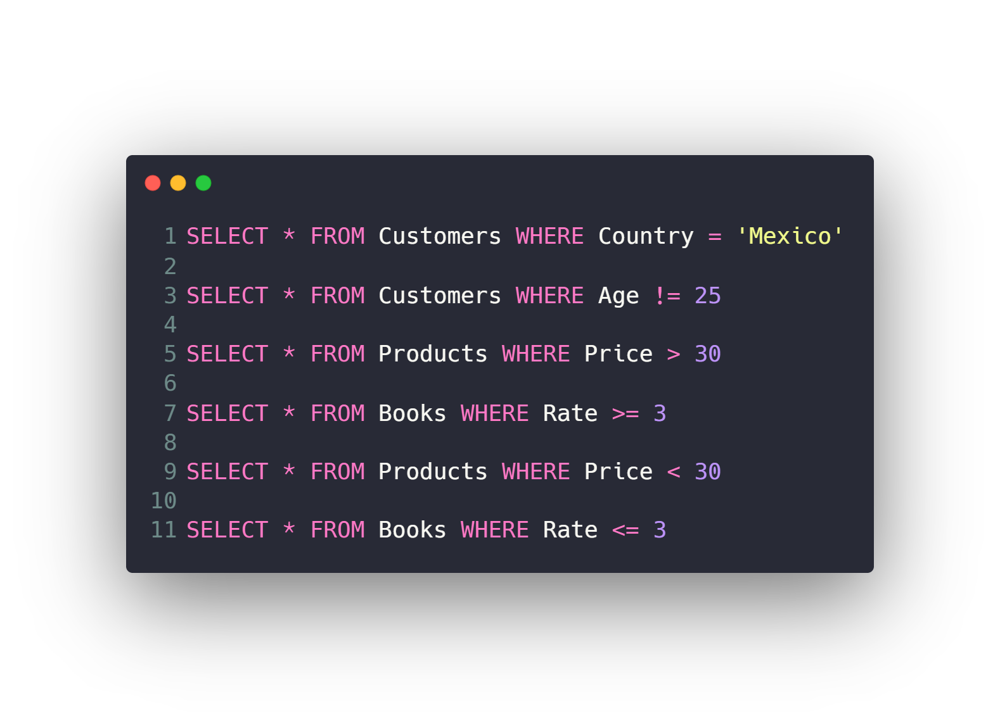 1 SELECT * FROM Customers WHERE Country = 'Mexico'
2
3 SELECT * FROM Customers WHERE Age != 25
4
5 SELECT * FROM Products WHERE Price > 30
6
7 SELECT * FROM Books WHERE Rate >= 3
8
9 SELECT * FROM Products WHERE Price < 30
10
11 SELECT * FROM Books WHERE Rate <= 3